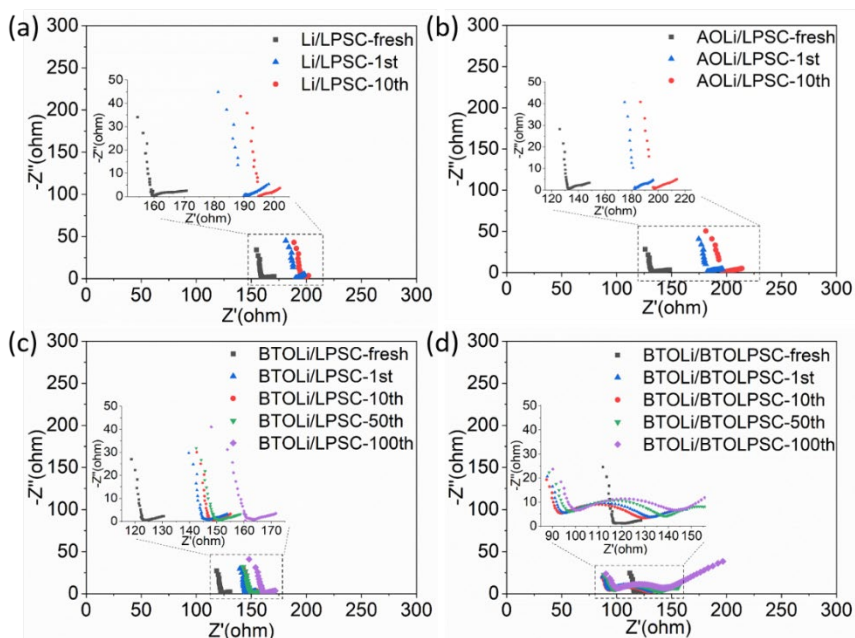 (a)
Li/LPSC-fresh
Li/LPSC-1st
Li/LPSC-10th
-Z''(ohm)
300
250
200
150
100
50
0
50
40
30
20
10
0
160 170 180 190 200
Z'(ohm)
0 50 100 150 200 250 300
Z'(ohm)
(b)
AOLi/LPSC-fresh
AOLi/LPSC-1st
AOLi/LPSC-10th
-Z''(ohm)
300
250
200
150
100
50
0
-Z''(ohm)
50
40
30
20
10
0
120 140 160 180 200 220
Z'(ohm)
0 50 100 150 200 250 300
Z'(ohm)
(c)
BTOLi/LPSC-fresh
BTOLi/LPSC-1st
BTOLi/LPSC-10th
BTOLi/LPSC-50th
BTOLi/LPSC-100th
-Z''(ohm)
300
250
200
150
100
50
0
-Z''(ohm)
50
40
30
20
10
0
120 130 140 150 160 170
Z'(ohm)
0 50 100 150 200 250 300
Z'(ohm)
(d)
BTOLi/BTOLPSC-fresh
BTOLi/BTOLPSC-1st
BTOLi/BTOLPSC-10th
BTOLi/BTOLPSC-50th
BTOLi/BTOLPSC-100th
-Z''(ohm)
300
250
200
150
100
50
0
-Z''(ohm)
50
40
30
20
10
0
90 100 110 120 130 140 150
Z'(ohm)
0 50 100 150 200 250 300
Z'(ohm)